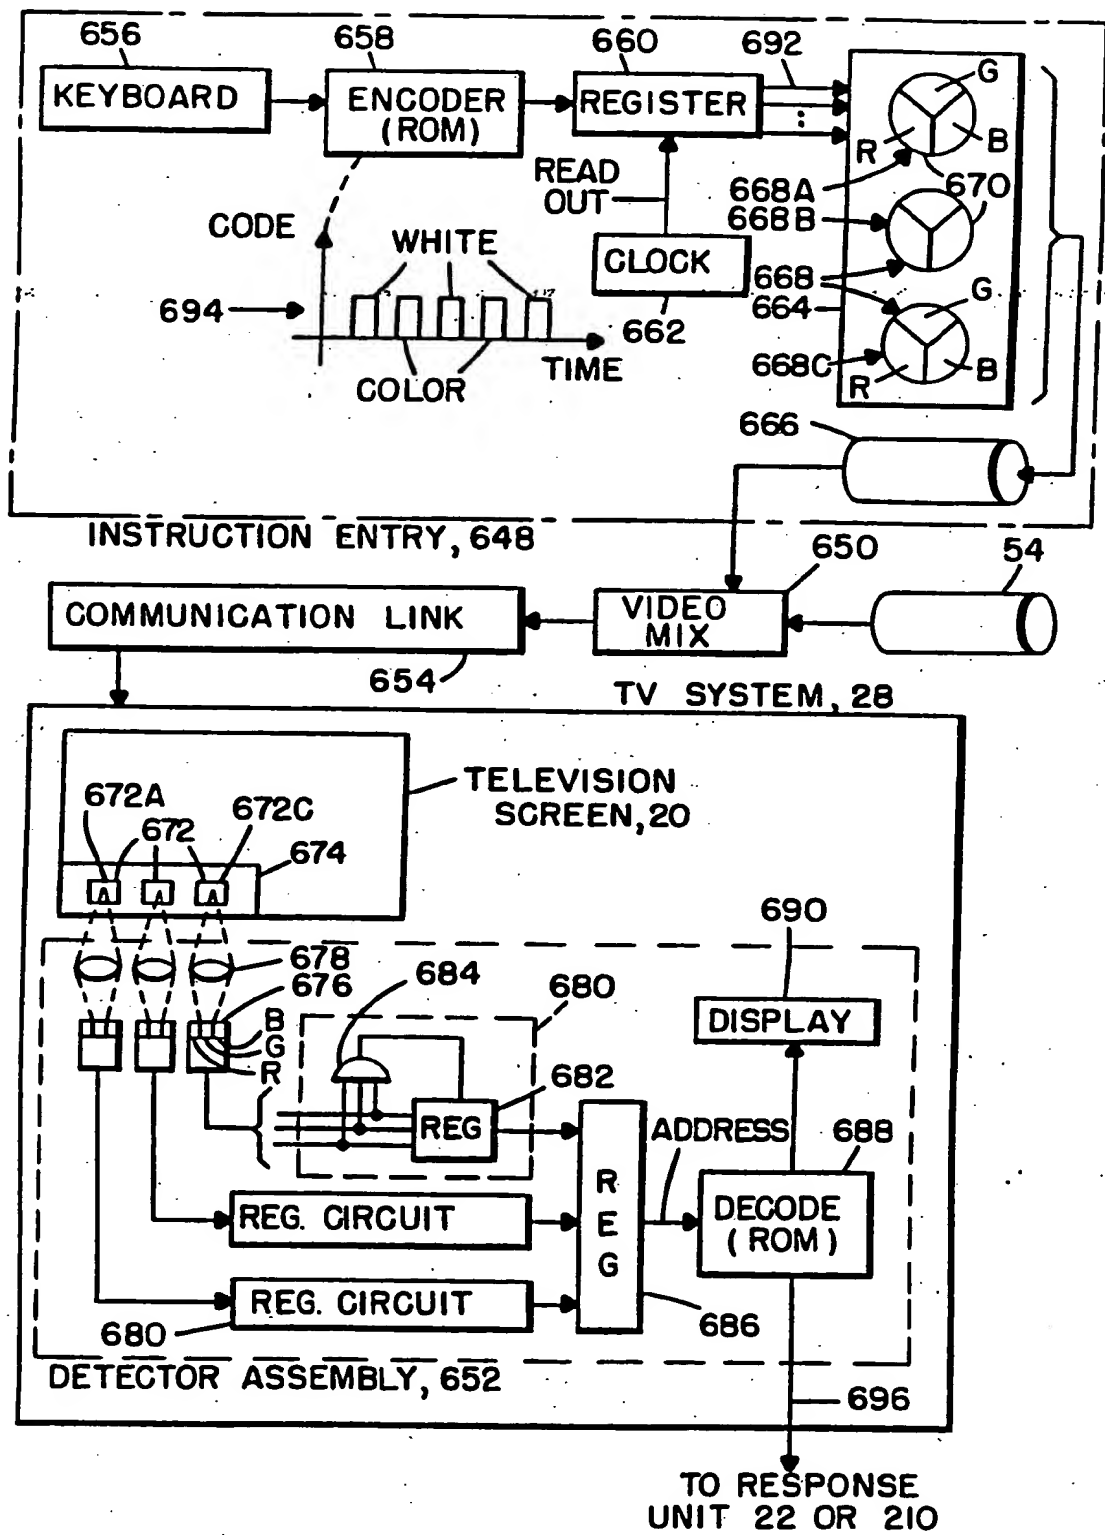 656
658
660
692
KEYBOARD
ENCODER
(ROM)
REGISTER
G
R
B
READ
OUT
668A
670
668B
CODE
WHITE
CLOCK
668
694
662
664
G
TIME
668C
R
B
COLOR
666
INSTRUCTION ENTRY, 648
650
54
COMMUNICATION LINK
VIDEO
MIX
654
TV SYSTEM, 28
TELEVISION
SCREEN, 20
672A
672
672C
674
690
678
684
680
676
DISPLAY
B
G
R
682
REG
ADDRESS
688
REG
DECODE
(ROM)
REG. CIRCUIT
REG. CIRCUIT
680
686
DETECTOR ASSEMBLY, 652
696
TO RESPONSE
UNIT 22 OR 210